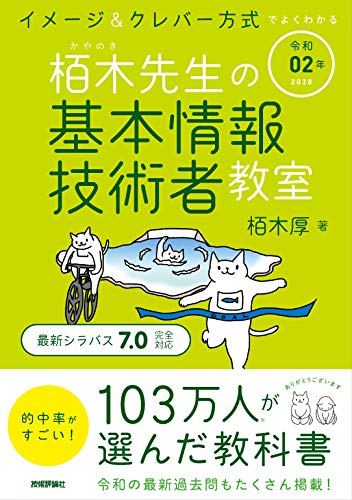 イメージ&クレバー方式でよくわかる
令和
02年
2020
かやのき
栢木先生の
基本情報
技術者教室
栢木厚 著
GOAL
最新シラバス7.0 完全対応
的中率が
すごい!
103万人が
選んだ教科書
ありがとうございます
令和の最新過去問もたくさん掲載!
技術評論社